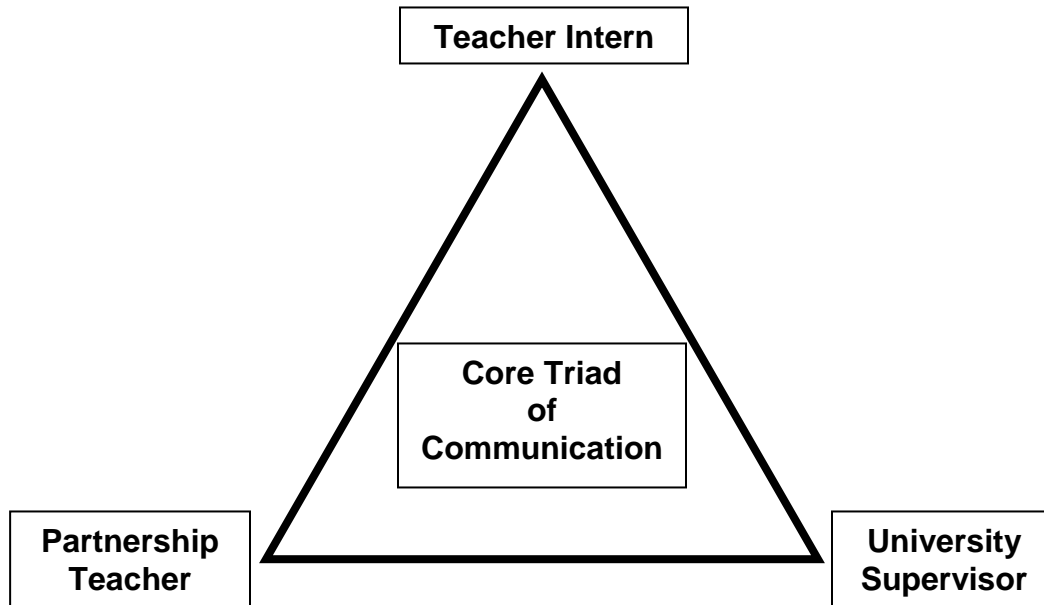 Teacher Intern
Core Triad
of
Communication
Partnership
Teacher
University
Supervisor